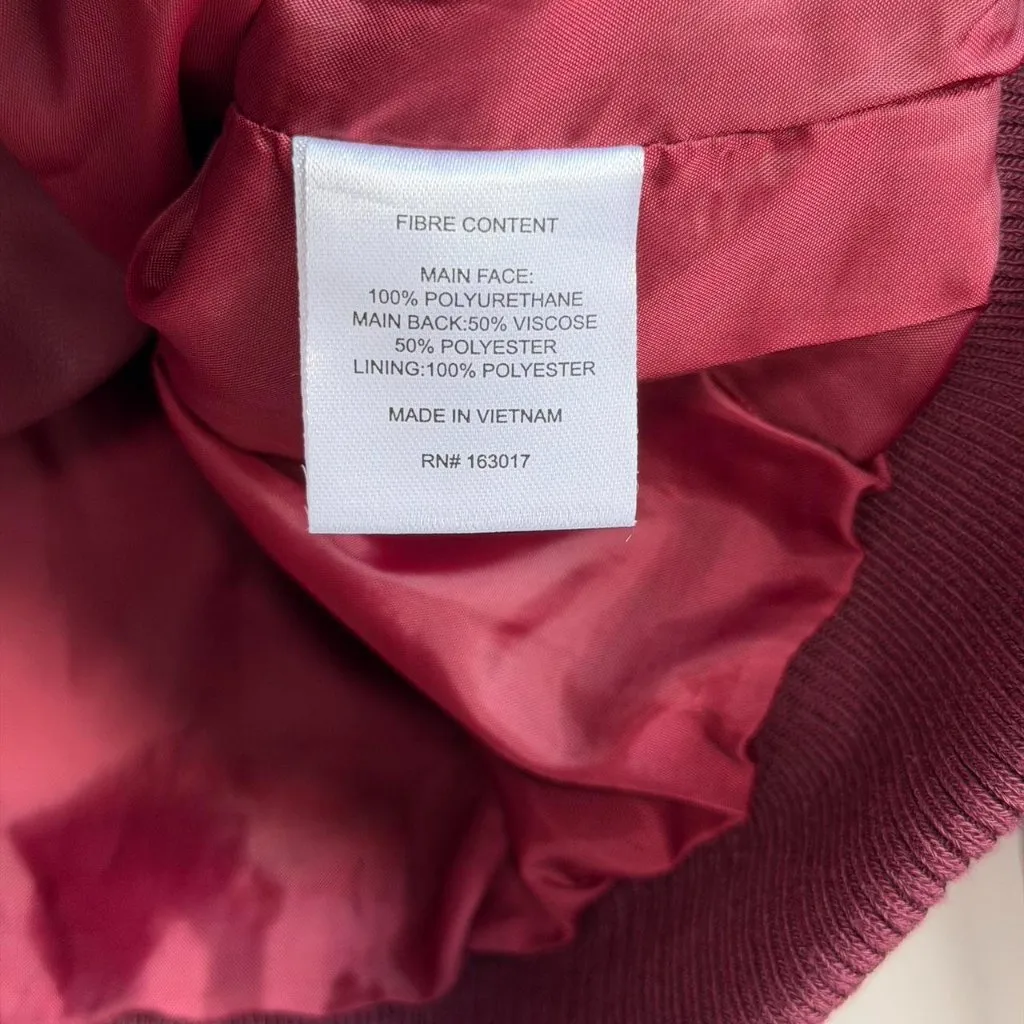 FIBRE CONTENT
MAIN FACE:
100% POLYURETHANE
MAIN BACK:50% VISCOSE
50% POLYESTER
LINING:100% POLYESTER
MADE IN VIETNAM
RN# 163017